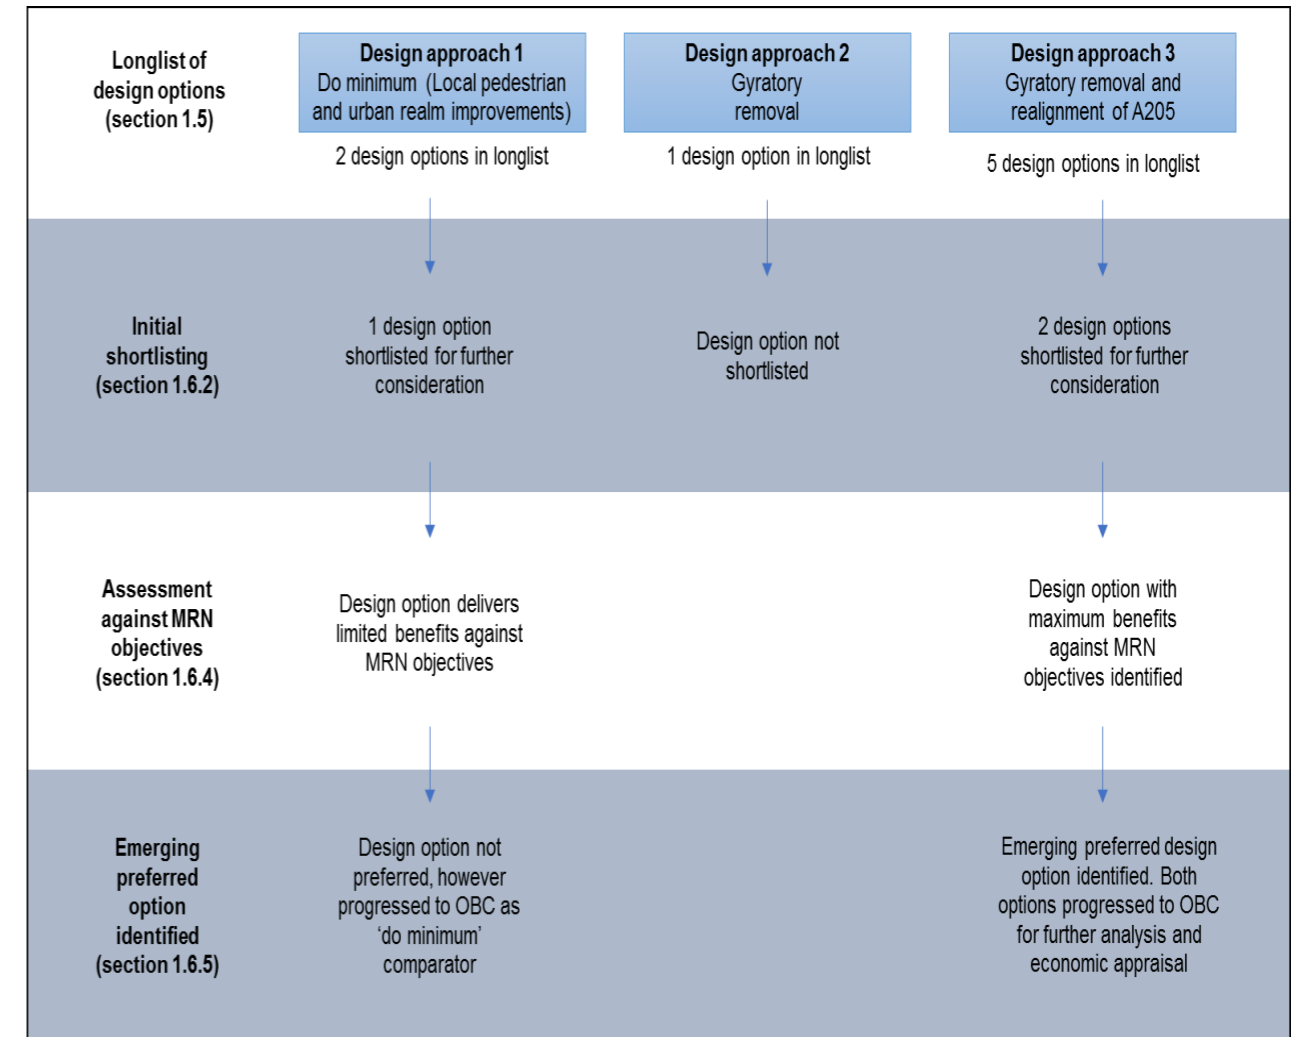 Longlist of
design options
(section 1.5)
Design approach 1
Do minimum (Local pedestrian
and urban realm improvements)
2 design options in longlist
Design approach 2
Gyratory
removal
1 design option in longlist
Design approach 3
Gyratory removal and
realignment of A205
5 design options in longlist
Initial
shortlisting
(section 1.6.2)
1 design option
shortlisted for further
consideration
Design option not
shortlisted
2 design options
shortlisted for further
consideration
Assessment
against MRN
objectives
(section 1.6.4)
Design option delivers
limited benefits against
MRN objectives
Design option with
maximum benefits
against MRN
objectives identified
Emerging
preferred
option
identified
(section 1.6.5)
Design option not
preferred, however
progressed to OBC as
‘do minimum’
comparator
Emerging preferred design
option identified. Both
options progressed to OBC
for further analysis and
economic appraisal